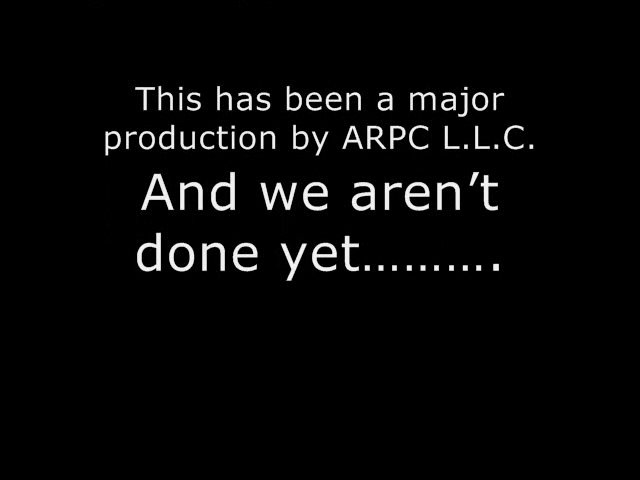 This has been a major
production by ARPC L.L.C.
And we aren’t
done yet……….